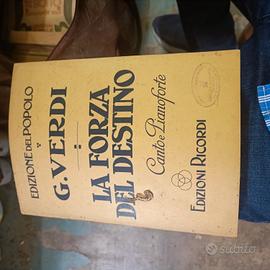 EDIZIONE DEL POPOLO
G. VERDI
LA FORZA
DEL DESTINO
Canto e Pianoforte
EDIZIONI RICORDI
subito